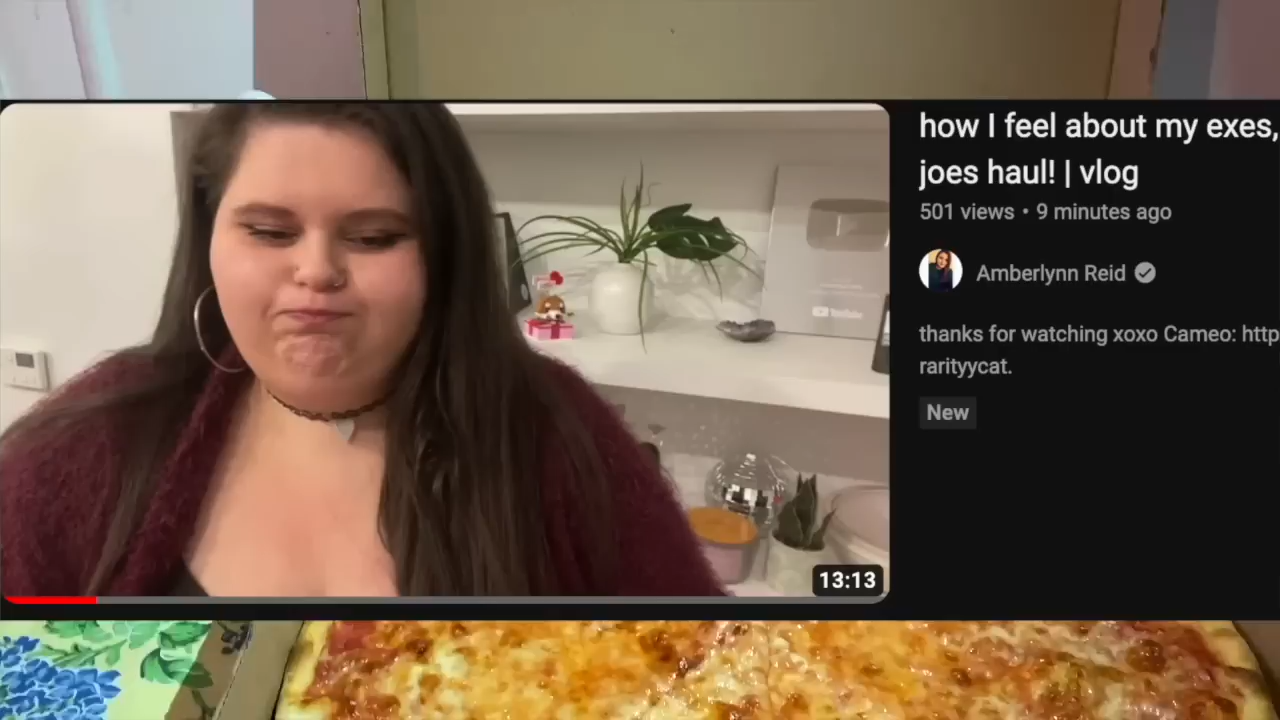 how I feel about my exes,
joes haul! | vlog
501 views • 9 minutes ago
Amberlynn Reid
thanks for watching xoxo Cameo: http
rarityycat.
New
YouTube
13:13